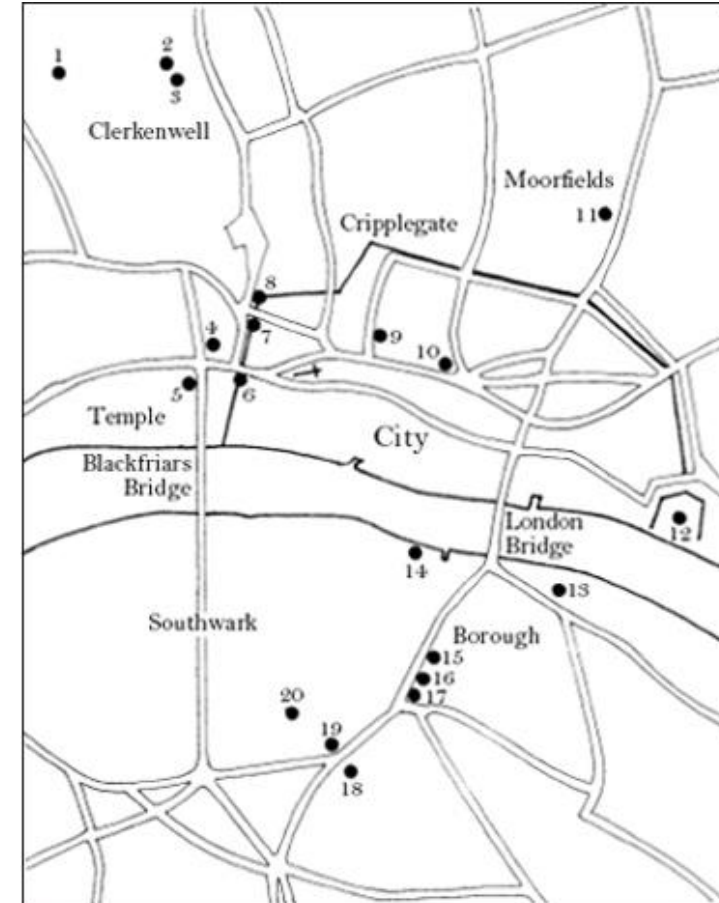 1
2
3
Clerkenwell
Moorfields
11
Cripplegate
8
7
4
9
10
5
6
Temple
City
Blackfriars
Bridge
London
Bridge
12
14
13
Southwark
Borough
15
16
17
20
19
18